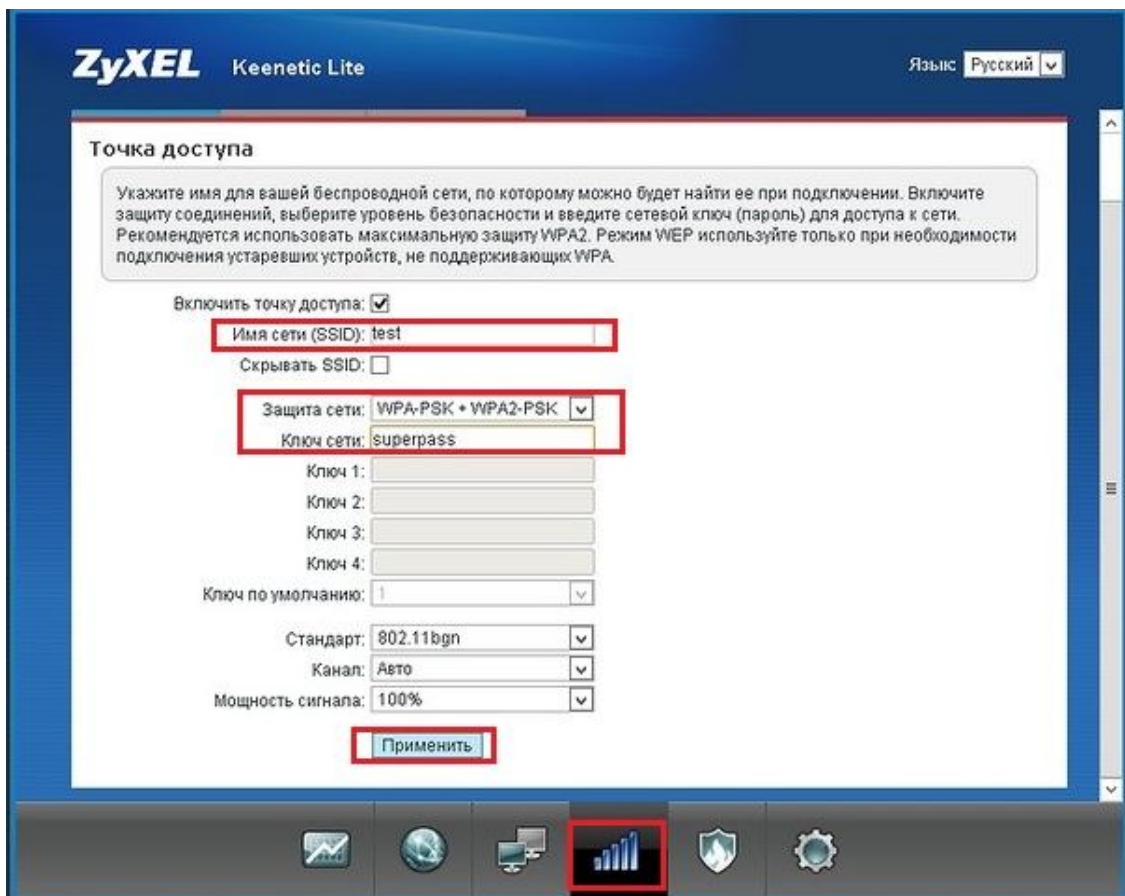 ZyXEL Keenetic Lite
Язык: Русский
Точка доступа
Укажите имя для вашей беспроводной сети, по которому можно будет найти ее при подключении. Включите
защиту соединений, выберите уровень безопасности и введите сетевой ключ (пароль) для доступа к сети.
Рекомендуется использовать максимальную защиту WPA2. Режим WEP используйте только при необходимости
подключения устаревших устройств, не поддерживающих WPA.
Включить точку доступа:
Имя сети (SSID): test
Скрывать SSID:
Защита сети: WPA-PSK + WPA2-PSK
Ключ сети: superpass
Ключ 1:
Ключ 2:
Ключ 3:
Ключ 4:
Ключ по умолчанию: 1
Стандарт: 802.11bgn
Канал: Авто
Мощность сигнала: 100%
Применить